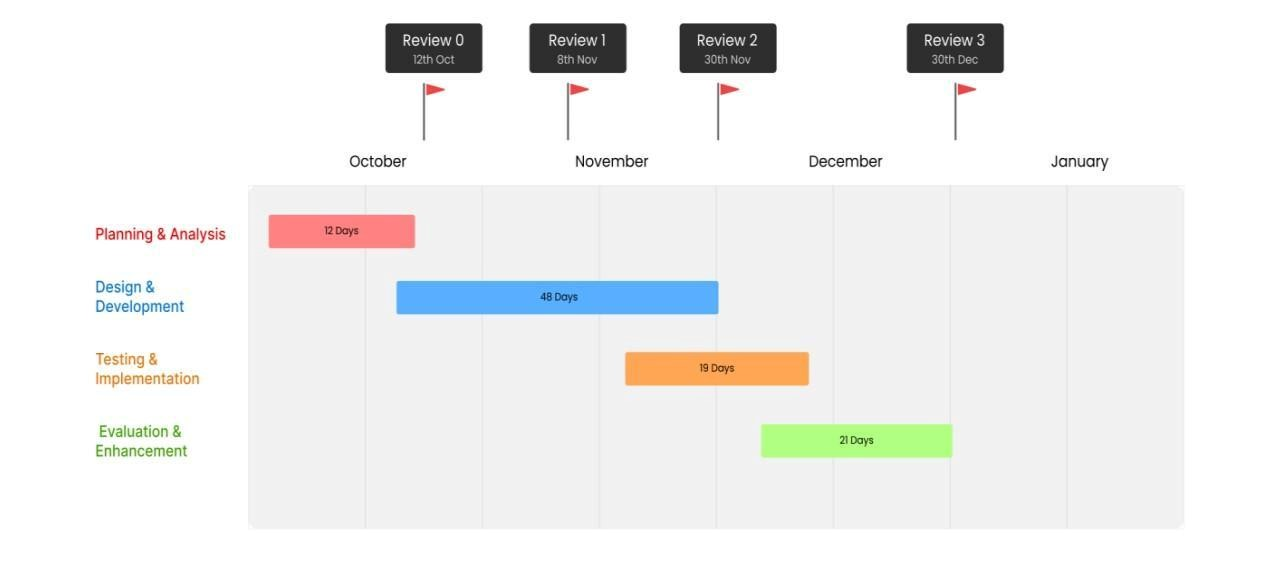 Review 0
12th Oct
Review 1
8th Nov
Review 2
30th Nov
Review 3
30th Dec
October
November
December
January
Planning & Analysis
12 Days
Design &
Development
48 Days
Testing &
Implementation
19 Days
Evaluation &
Enhancement
21 Days